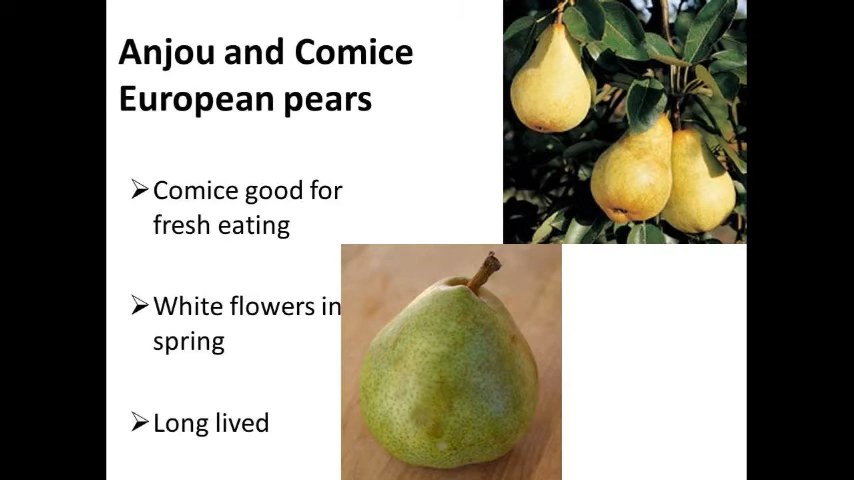 Anjou and Comice
European pears
➢Comice good for
fresh eating
➢White flowers in
spring
➢Long lived